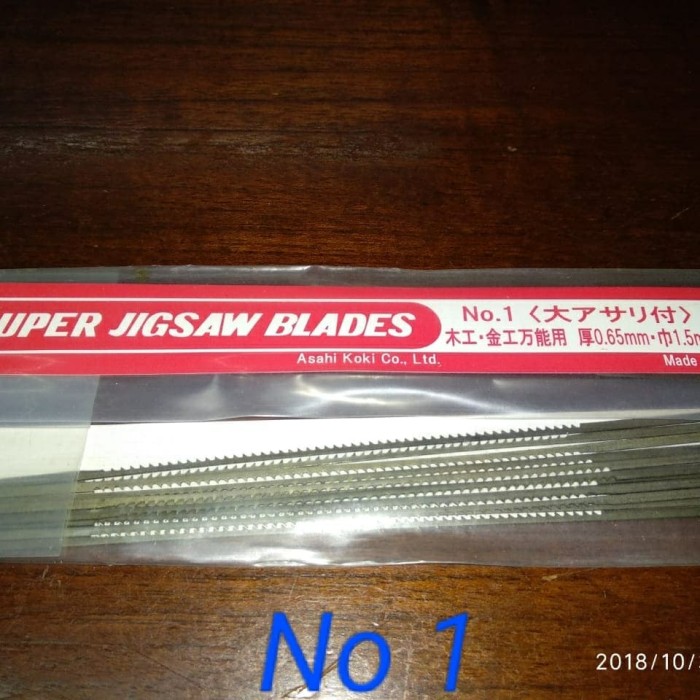 UPER JIGSAW BLADES
Asahi Koki Co., Ltd.
No.1 〈大アサリ付〉
木工・金工万能用 厚0.65mm・巾1.5m
Made
No 1
2018/10/